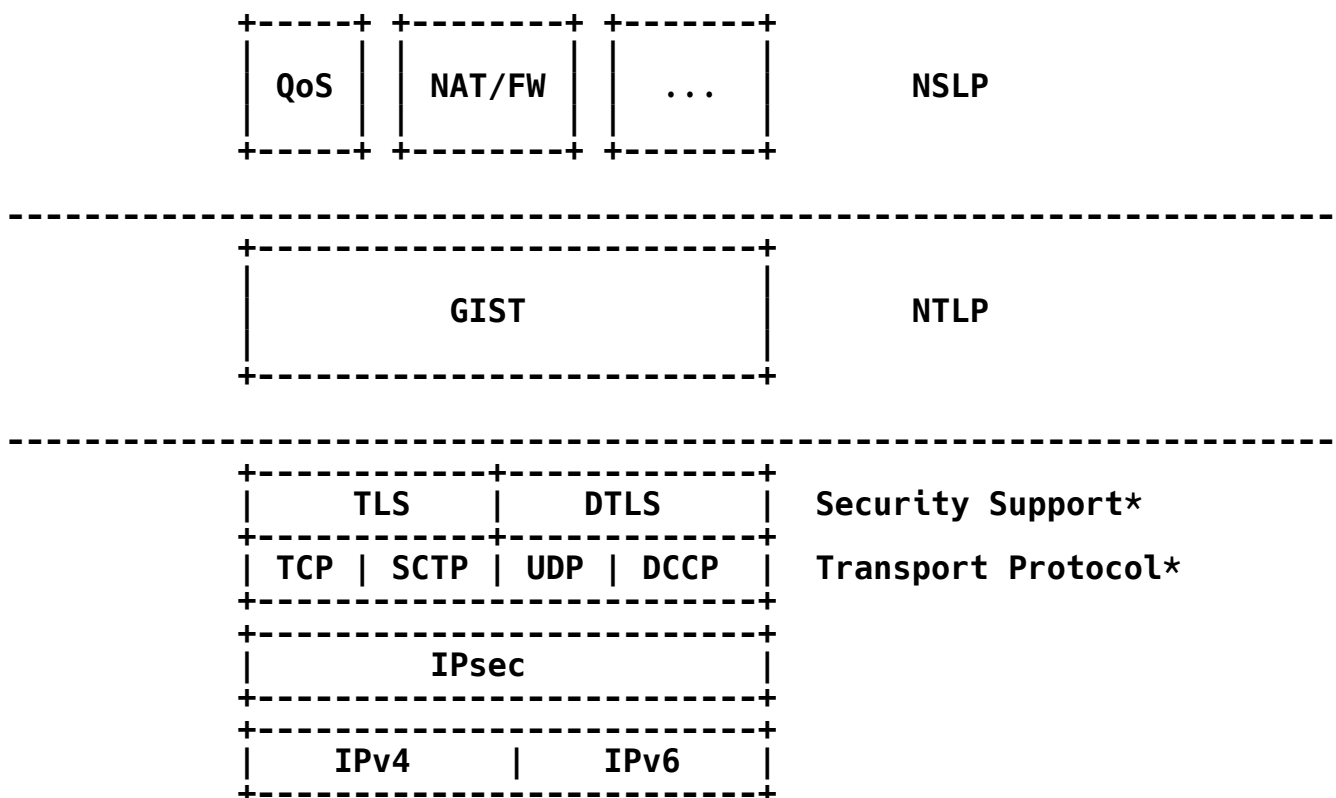 +-----+ +--------+ +-------+
|     | |        | |       |
| QoS | | NAT/FW | |  ...  |       NSLP
|     | |        | |       |
+-----+ +--------+ +-------+
---------------------------------------------------------------------
+--------------------------+
|                          |
|          GIST            |       NTLP
|                          |
+--------------------------+
---------------------------------------------------------------------
+------------+-------------+
|     TLS    |    DTLS     |  Security Support*
+------------+-------------+
| TCP | SCTP | UDP | DCCP  |  Transport Protocol*
+--------------------------+
+--------------------------+
|         IPsec            |
+--------------------------+
+--------------------------+
|    IPv4     |    IPv6    |
+--------------------------+